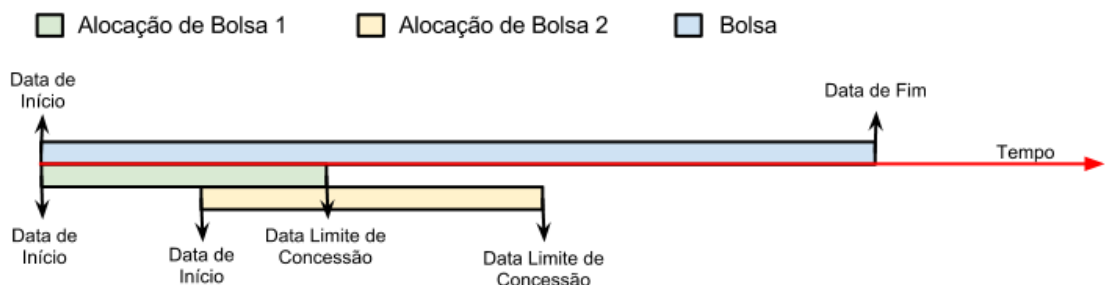 Alocação de Bolsa 1
Alocação de Bolsa 2
Bolsa
Data de
Início
Data de Fim
Tempo
Data de
Início
Data de
Início
Data Limite de
Concessão
Data Limite de
Concessão